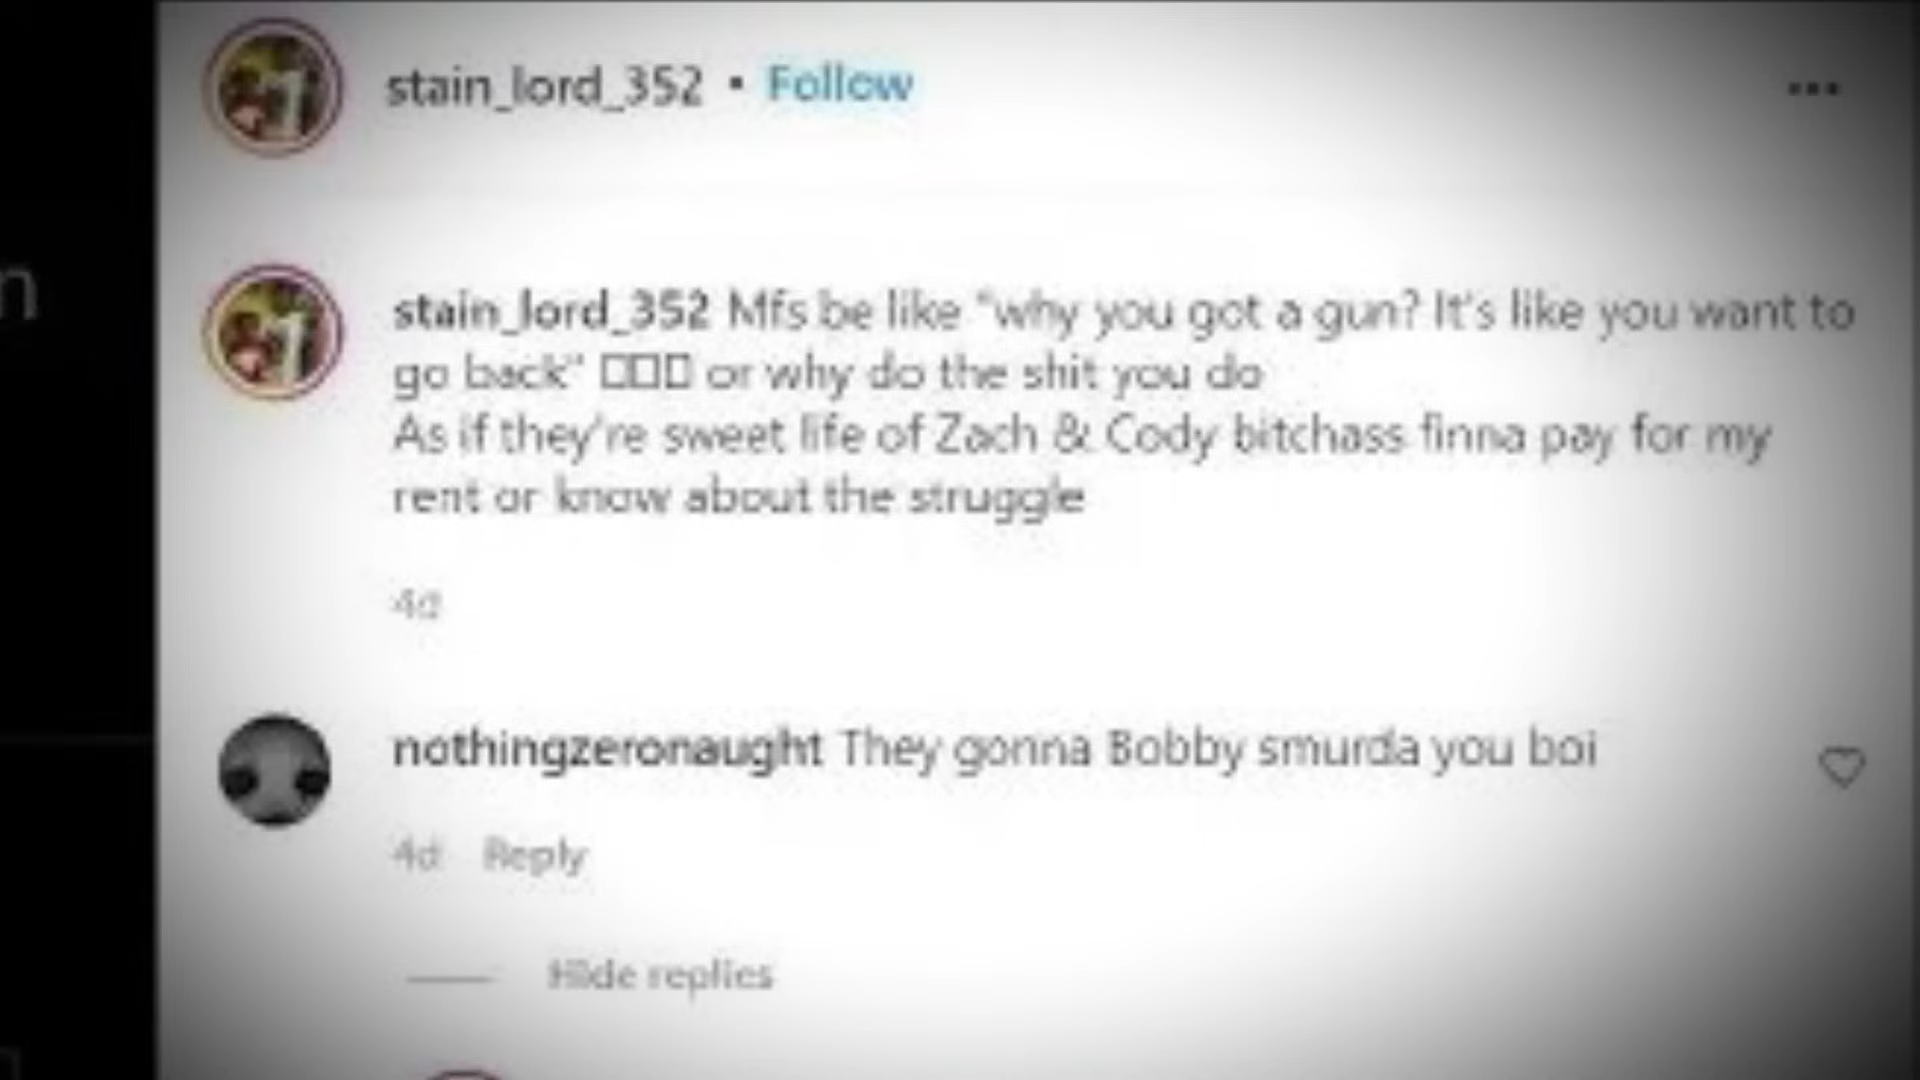 stain_lord_352 • Follow
stain_lord_352 Mfs be like "why you got a gun? It's like you want to
go back" □□□ or why do the shit you do
As if they're sweet life of Zach & Cody bitchass finna pay for my
rent or know about the struggle
4d
nothingzeronaught They gonna Bobby smurda you boi
4d Reply
Hide replies
n